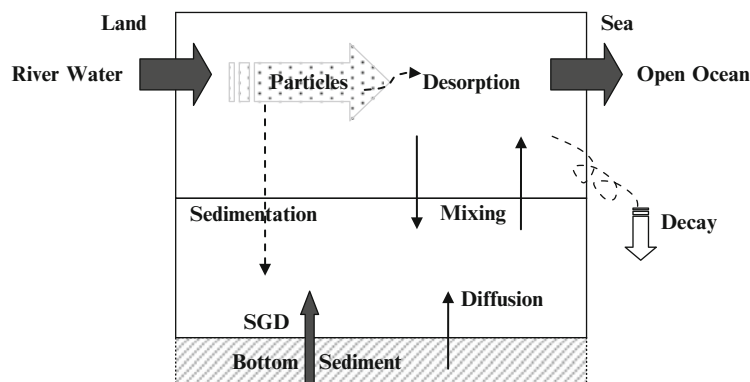 Land
Sea
River Water
Particles
Desorption
Open Ocean
Sedimentation
Mixing
Decay
Diffusion
SGD
Bottom Sediment